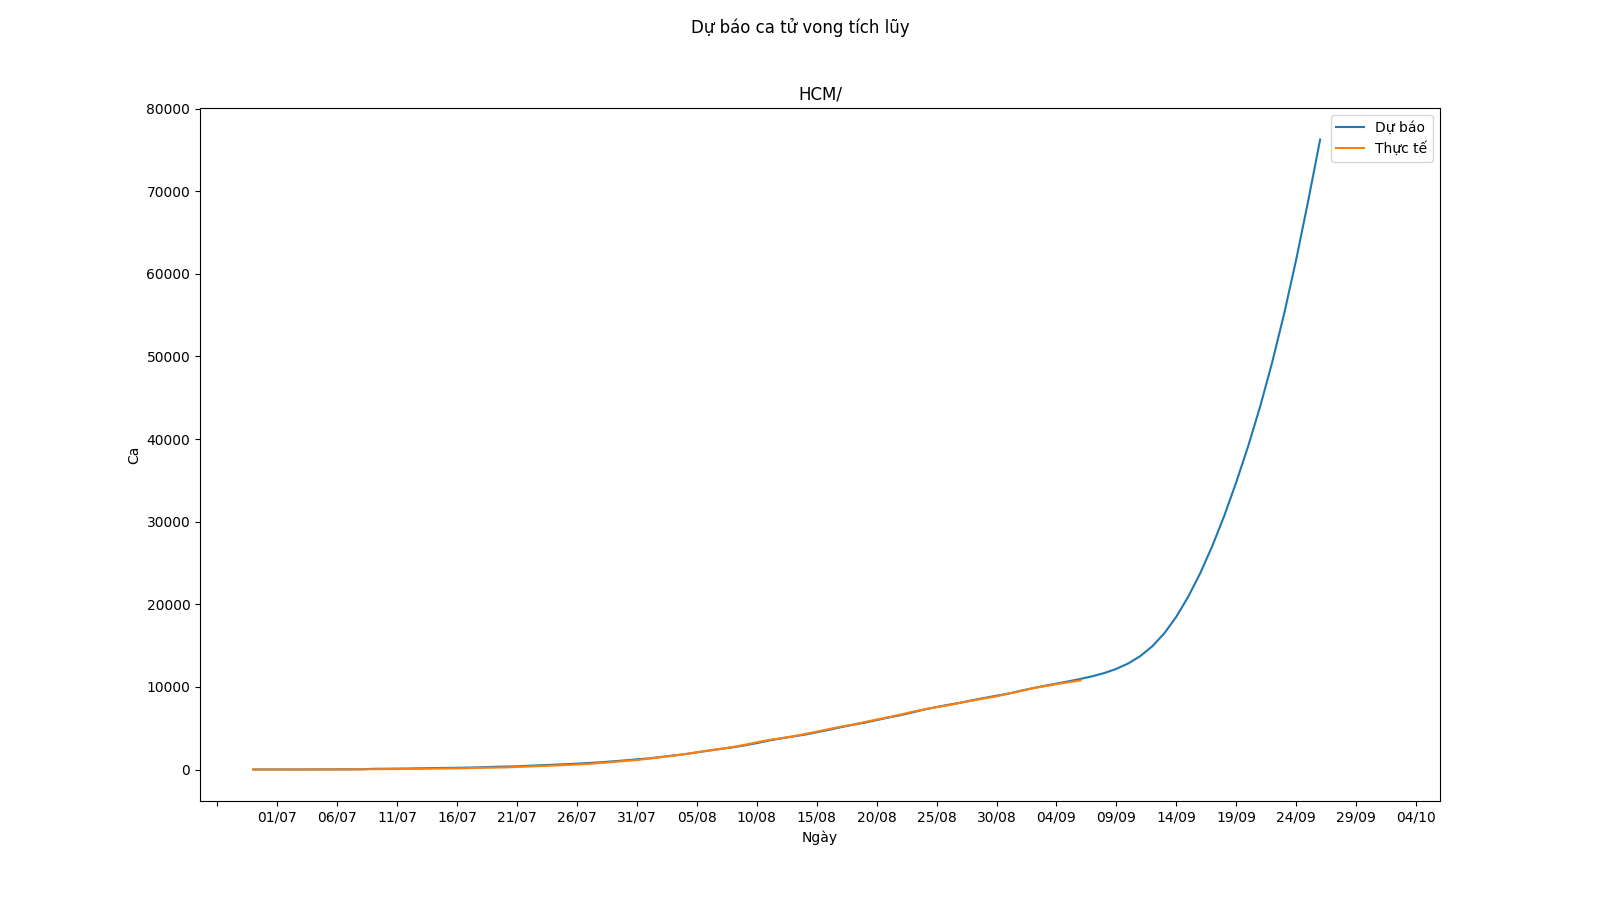 Dự báo ca tử vong tích lũy
HCM/
Dự báo
Thực tế
80000
70000
60000
50000
40000
30000
20000
10000
0
Ca
01/07 06/07 11/07 16/07 21/07 26/07 31/07 05/08 10/08 15/08 20/08 25/08 30/08 04/09 09/09 14/09 19/09 24/09 29/09 04/10
Ngày